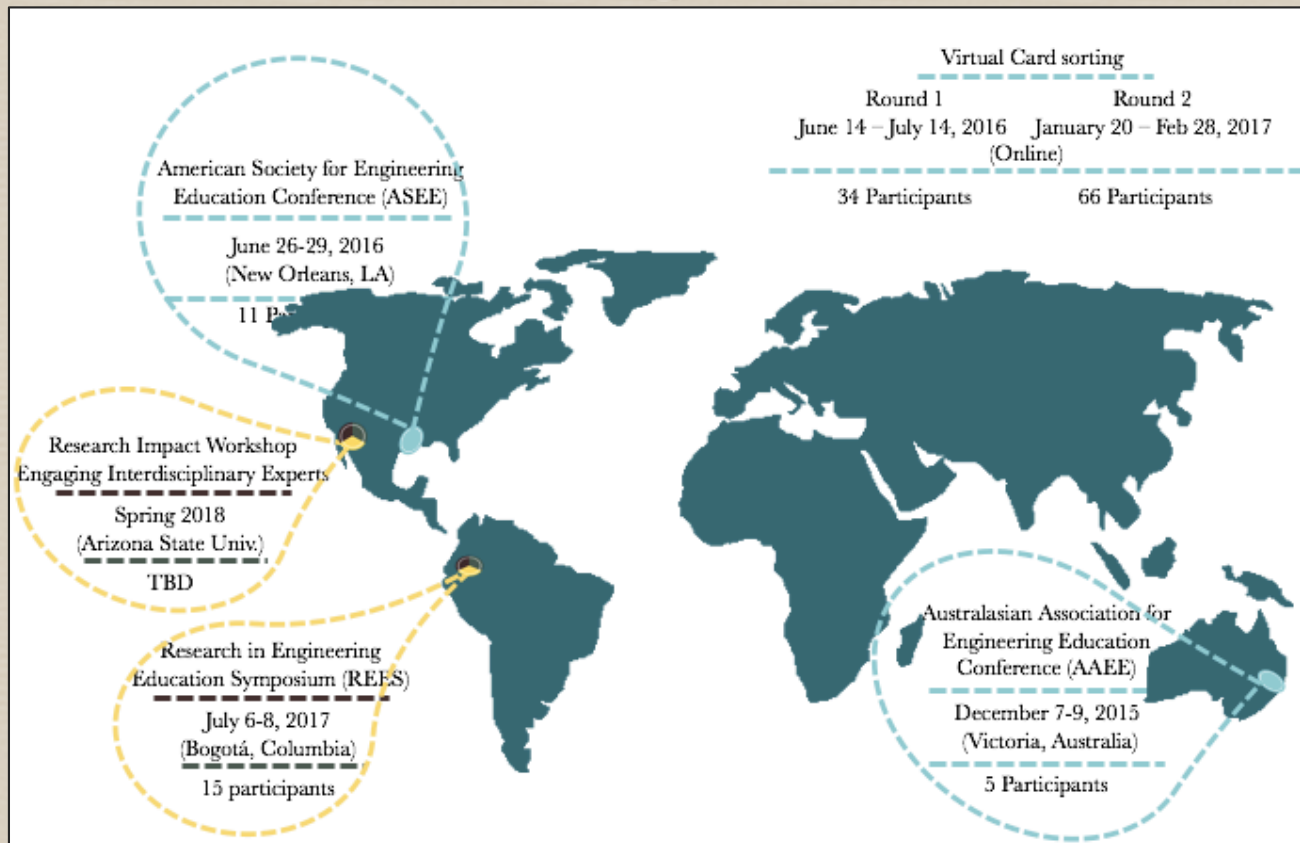 Virtual Card sorting
Round 1
June 14 – July 14, 2016
Round 2
January 20 – Feb 28, 2017
(Online)
34 Participants
66 Participants
American Society for Engineering
Education Conference (ASEE)
June 26-29, 2016
(New Orleans, LA)
11
Research Impact Workshop
Engaging Interdisciplinary Experts
Spring 2018
(Arizona State Univ.)
TBD
Research in Engineering
Education Symposium (REES)
July 6-8, 2017
(Bogotá, Columbia)
15 participants
Australasian Association for
Engineering Education
Conference (AAEE)
December 7-9, 2015
(Victoria, Australia)
5 Participants